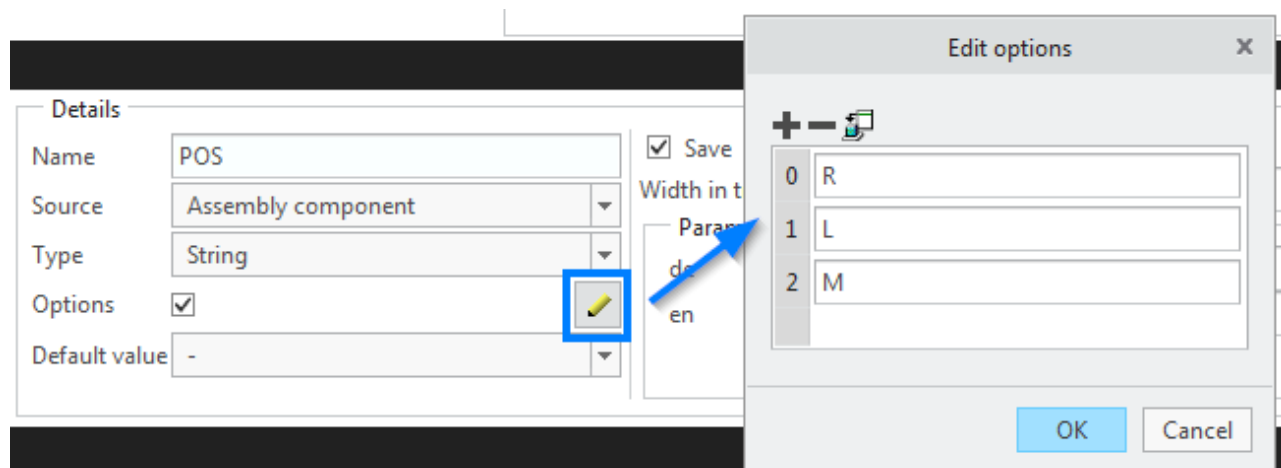 Details
Name POS
Source Assembly component
Type String
Options
Default value -
Save
Width in t
Param
de
en
Edit options
0 R
1 L
2 M
OK Cancel